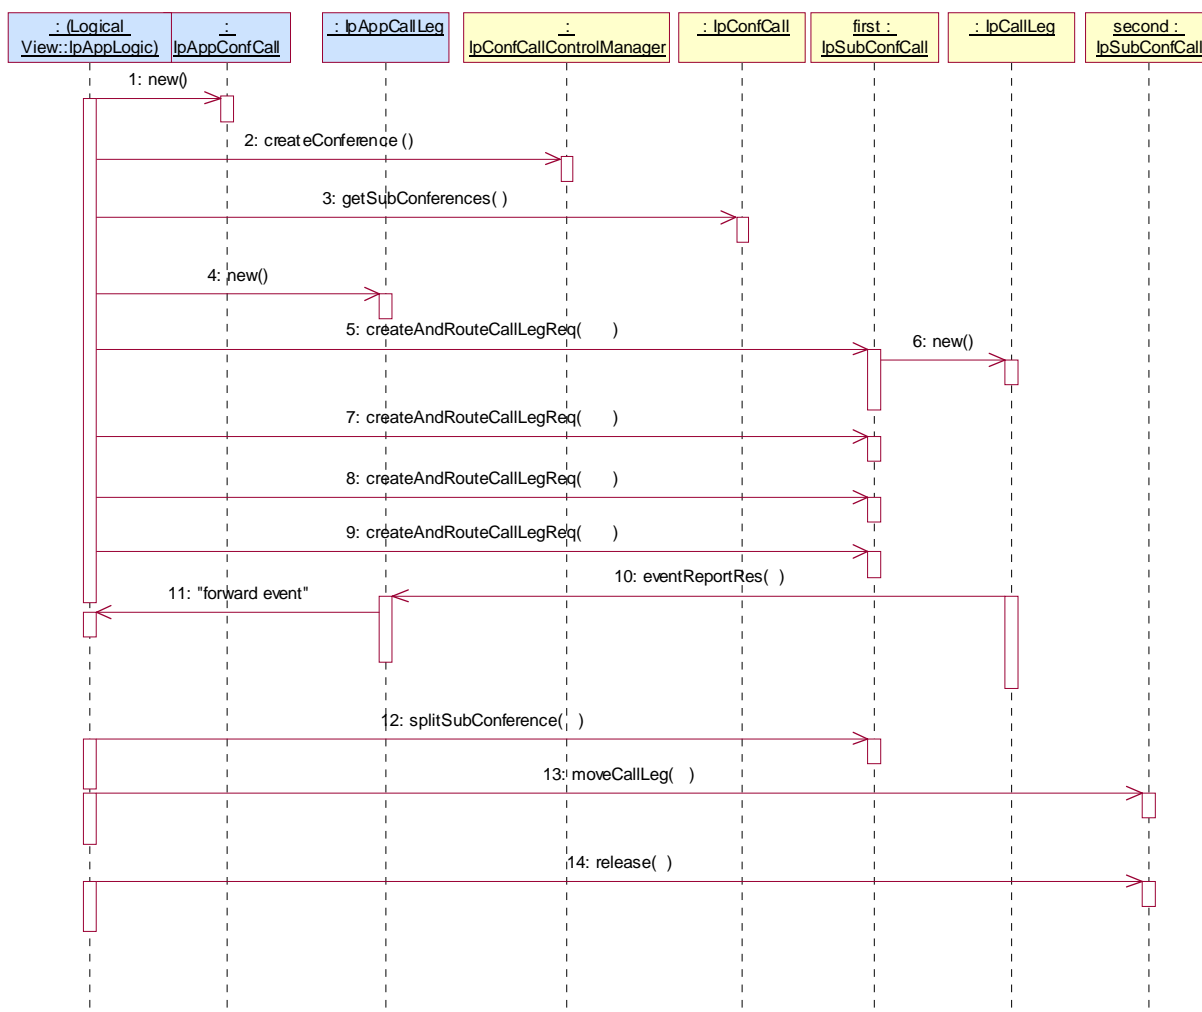 : (Logical
View::IpAppLogic)
:
IpAppConfCall
: IpAppCallLeg
:
IpConfCallControlManager
: IpConfCall
first :
IpSubConfCall
: IpCallLeg
second :
IpSubConfCall
1: new()
2: createConference ()
3: getSubConferences( )
4: new()
5: createAndRouteCallLegReq( )
6: new()
7: createAndRouteCallLegReq( )
8: createAndRouteCallLegReq( )
9: createAndRouteCallLegReq( )
10: eventReportRes( )
11: "forward event"
12: splitSubConference( )
13: moveCallLeg( )
14: release( )